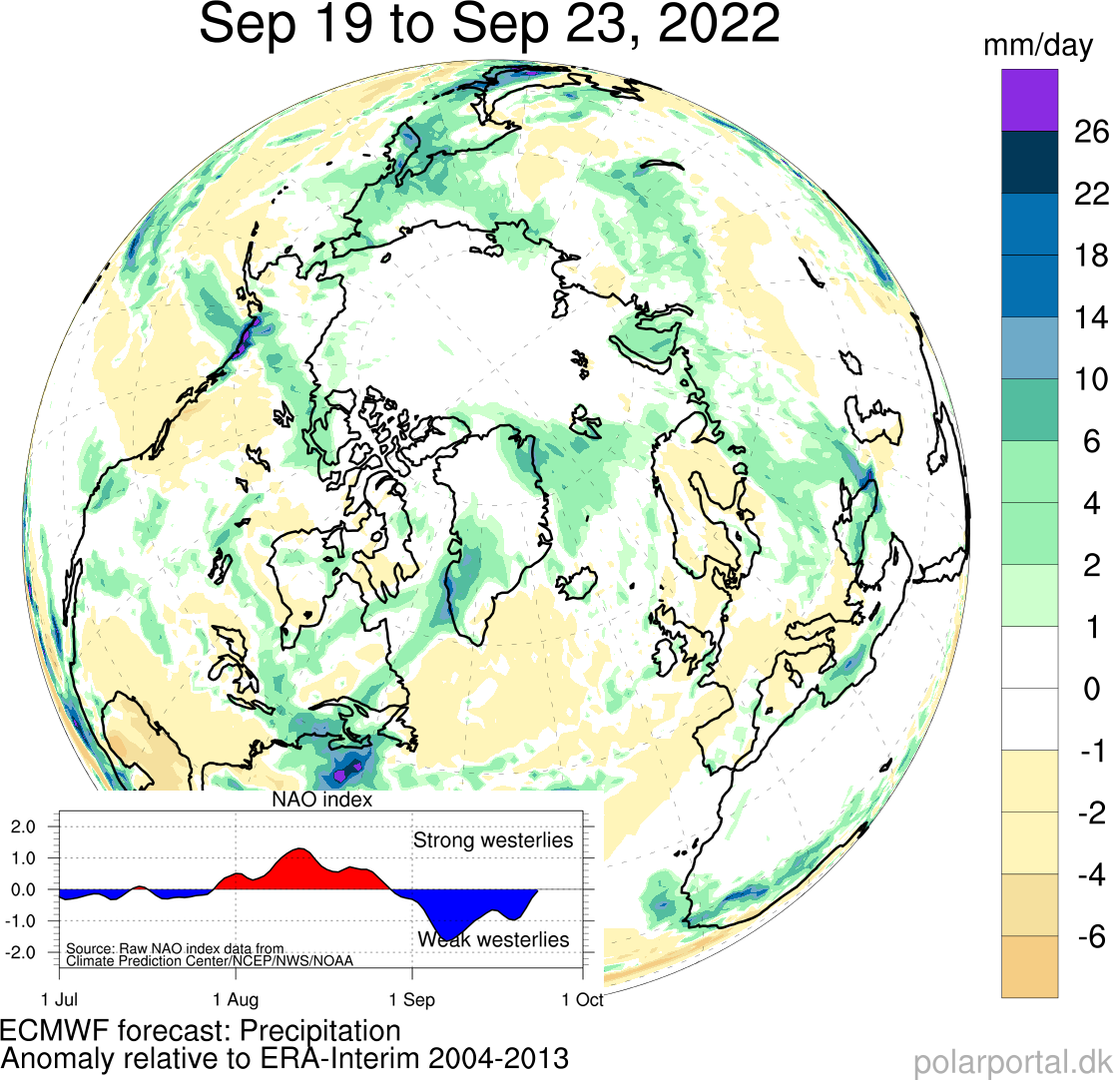 Sep 19 to Sep 23, 2022
mm/day
26
22
18
14
10
6
4
2
1
0
-1
-2
-4
-6
NAO index
2.0
1.0
0.0
-1.0
-2.0
Strong westerlies
Weak westerlies
Source: Raw NAO index data from
Climate Prediction Center/NCEP/NWS/NOAA
1 Jul
1 Aug
1 Sep
1 Oct
ECMWF forecast: Precipitation
Anomaly relative to ERA-Interim 2004-2013
polarportal.dk